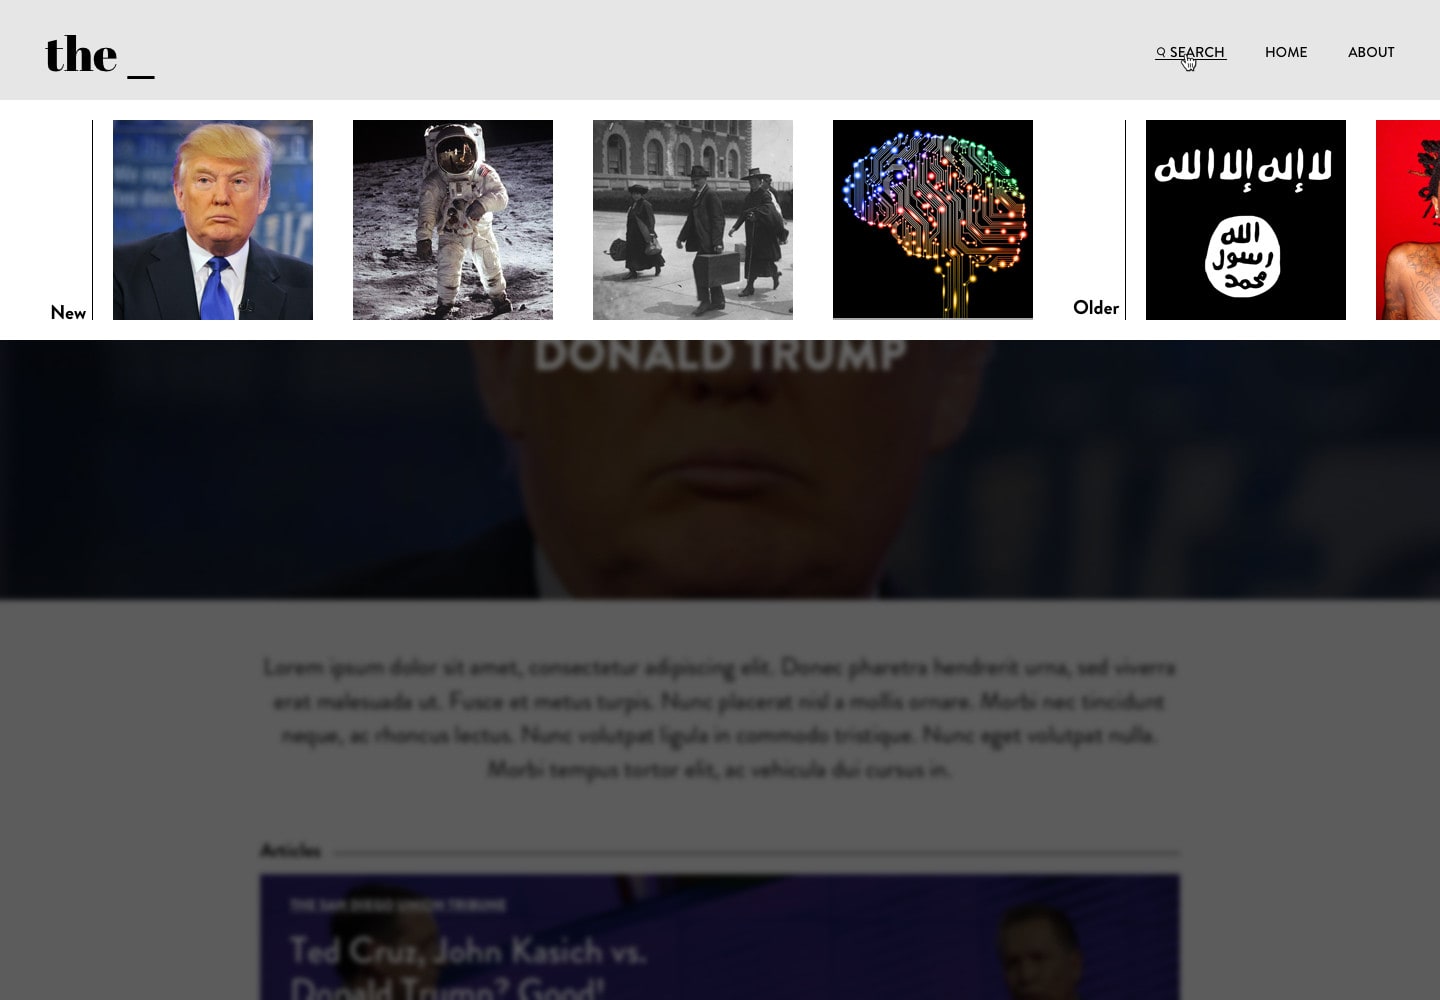 the _
SEARCH
HOME
ABOUT
New
Older
لا إله إلا الله
الله
رسول
محمد
DONALD TRUMP
Lorem ipsum dolor sit amet, consectetur adipiscing elit. Donec pharetra hendrerit urna, sed viverra
erat malesuada ut. Fusce et metus turpis. Nunc placerat nisl a mollis ornare. Morbi nec tincidunt
neque, ac rhoncus lectus. Nunc volutpat ligula in commodo tristique. Nunc eget volutpat nulla.
Morbi tempus tortor elit, ac vehicula dui cursus in.
Articles
THE SAN DIEGO UNION TRIBUNE
Ted Cruz, John Kasich vs.
Donald Trump? Good!